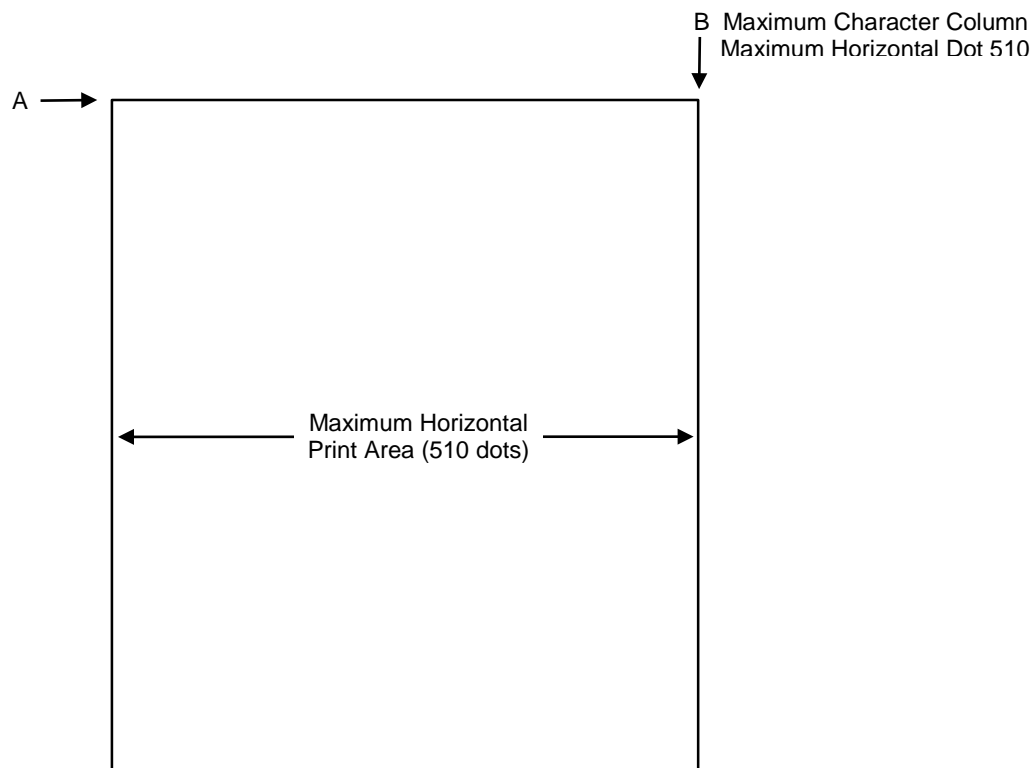 B Maximum Character Column
Maximum Horizontal Dot 510
A
Maximum Horizontal
Print Area (510 dots)